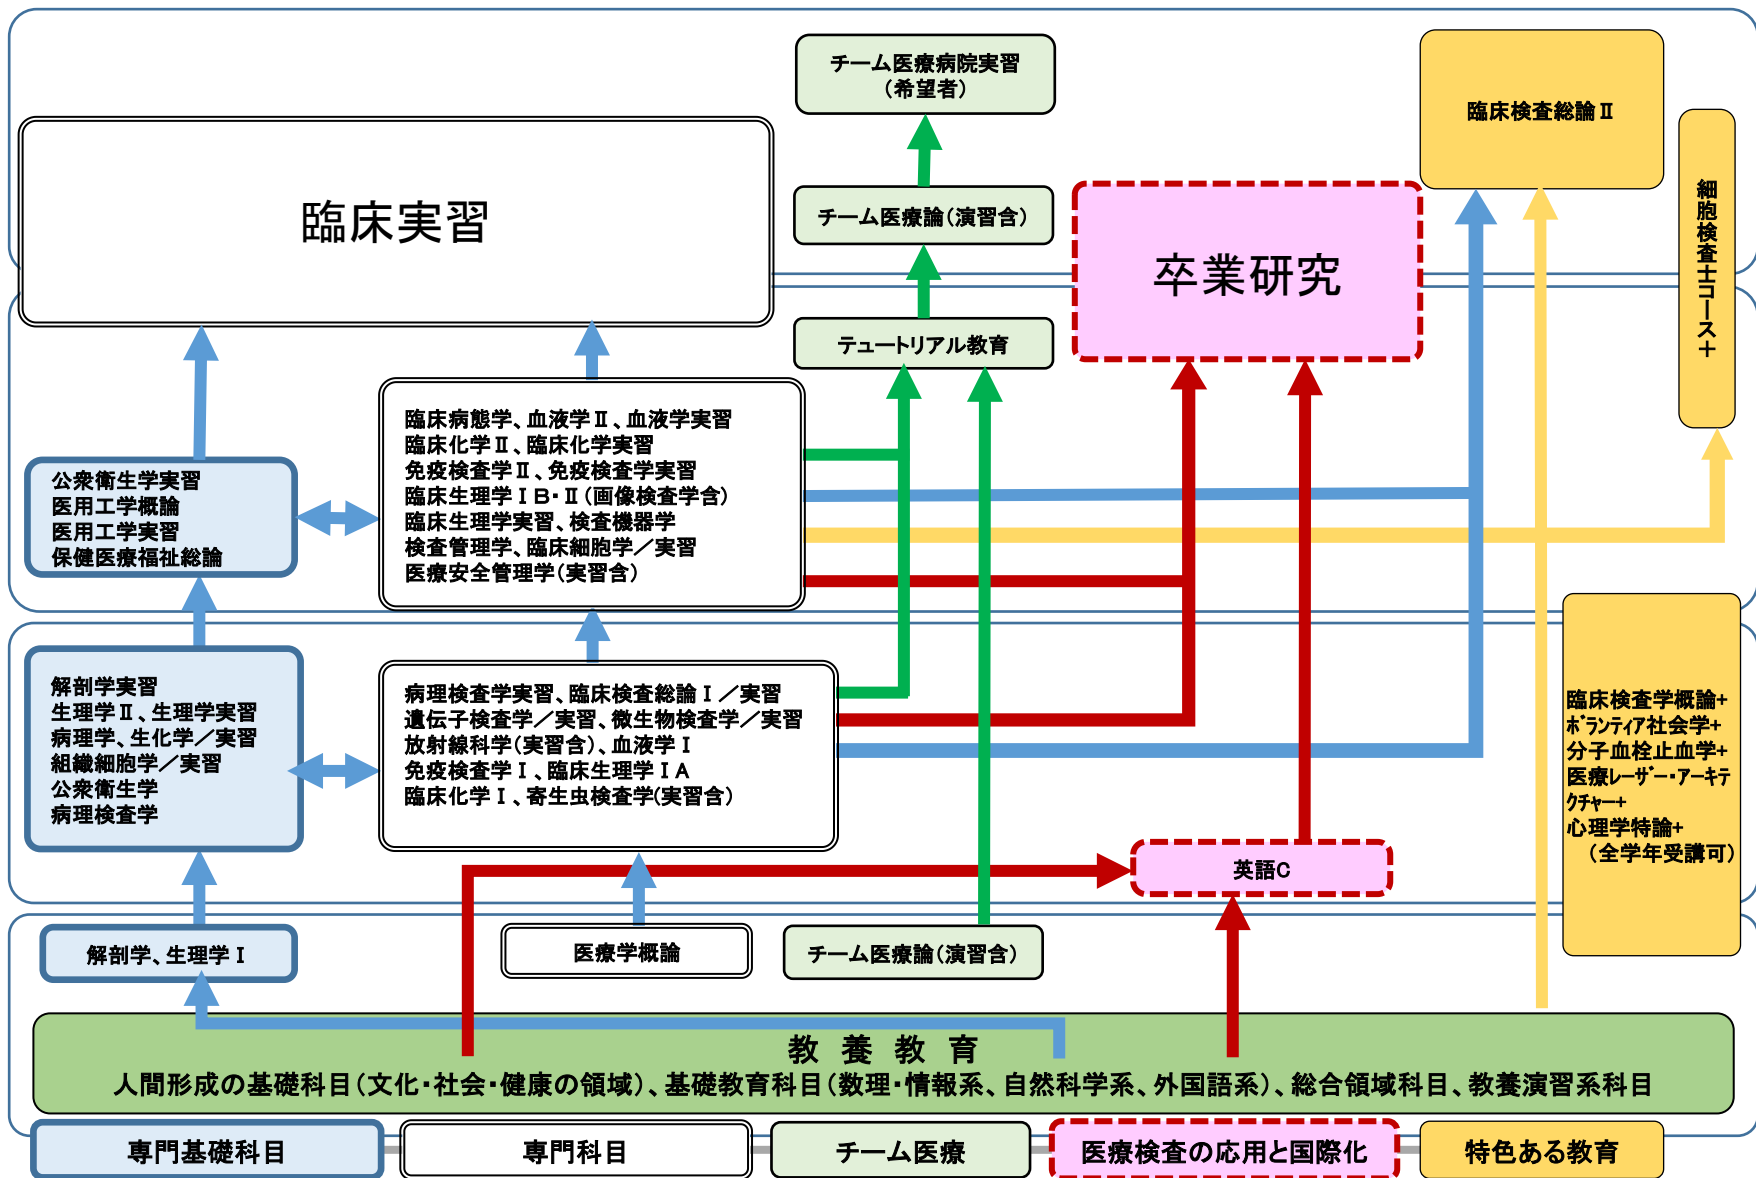 チーム医療病院実習
（希望者）
臨床検査総論Ⅱ
細胞検査士コース＋
臨床実習
チーム医療論（演習含）
卒業研究
テュートリアル教育
臨床病態学、血液学Ⅱ、血液学実習
臨床化学Ⅱ、臨床化学実習
免疫検査学Ⅱ、免疫検査学実習
臨床生理学ⅠＢ・Ⅱ（画像検査学含）
臨床生理学実習、検査機器学
検査管理学、臨床細胞学／実習
医療安全管理学（実習含）
公衆衛生学実習
医用工学概論
医用工学実習
保健医療福祉総論
解剖学実習
生理学Ⅱ、生理学実習
病理学、生化学／実習
組織細胞学／実習
公衆衛生学
病理検査学
病理検査学実習、臨床検査総論Ⅰ／実習
遺伝子検査学／実習、微生物検査学／実習
放射線科学（実習含）、血液学Ⅰ
免疫検査学Ⅰ、臨床生理学ⅠＡ
臨床化学Ⅰ、寄生虫検査学(実習含）
臨床検査学概論+
ﾎﾞﾗﾝﾃｨｱ社会学+
分子血栓止血学+
医療ﾚｰｻﾞｰ・ｱｰｷﾃ
ｸﾁｬｰ+
心理学特論+
（全学年受講可）
英語C
解剖学、生理学Ⅰ
医療学概論
チーム医療論（演習含）
教 養 教 育
人間形成の基礎科目（文化・社会・健康の領域）、基礎教育科目（数理・情報系、自然科学系、外国語系）、総合領域科目、教養演習系科目
専門基礎科目
専門科目
チーム医療
医療検査の応用と国際化
特色ある教育